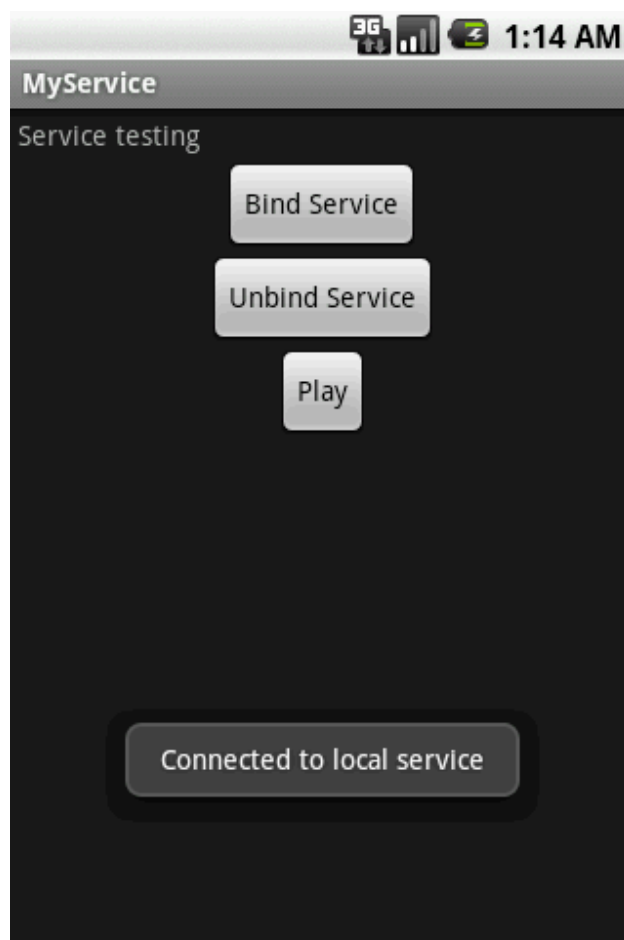 3G 1:14 AM
MyService
Service testing
Bind Service
Unbind Service
Play
Connected to local service